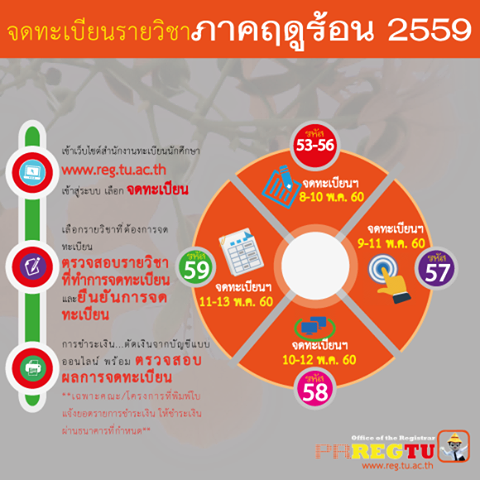 จดทะเบียนรายวิชาภาคฤดูร้อน 2559
เข้าเว็บไซต์สำนักงานทะเบียนนักศึกษา
www.reg.tu.ac.th
เข้าสู่ระบบ เลือก จดทะเบียน
เลือกรายวิชาที่ต้องการจด
ทะเบียน
ตรวจสอบรายวิชา
ที่ทำการจดทะเบียน
และยืนยันการจด
ทะเบียน
การชำระเงิน...ตัดเงินจากบัญชีแบบ
ออนไลน์ พร้อม ตรวจสอบ
ผลการจดทะเบียน
**เฉพาะคณะ/โครงการที่พิมพ์ใบ
แจ้งยอดรายการชำระเงิน ให้ชำระเงิน
ผ่านธนาคารที่กำหนด**
รหัส
53-56
จดทะเบียนฯ
8-10 พ.ค. 60
จดทะเบียนฯ
9-11 พ.ค. 60
รหัส
57
รหัส
59
จดทะเบียนฯ
11-13 พ.ค. 60
จดทะเบียนฯ
10-12 พ.ค. 60
รหัส
58
Office of the Registrar
PHREGTU
www.reg.tu.ac.th